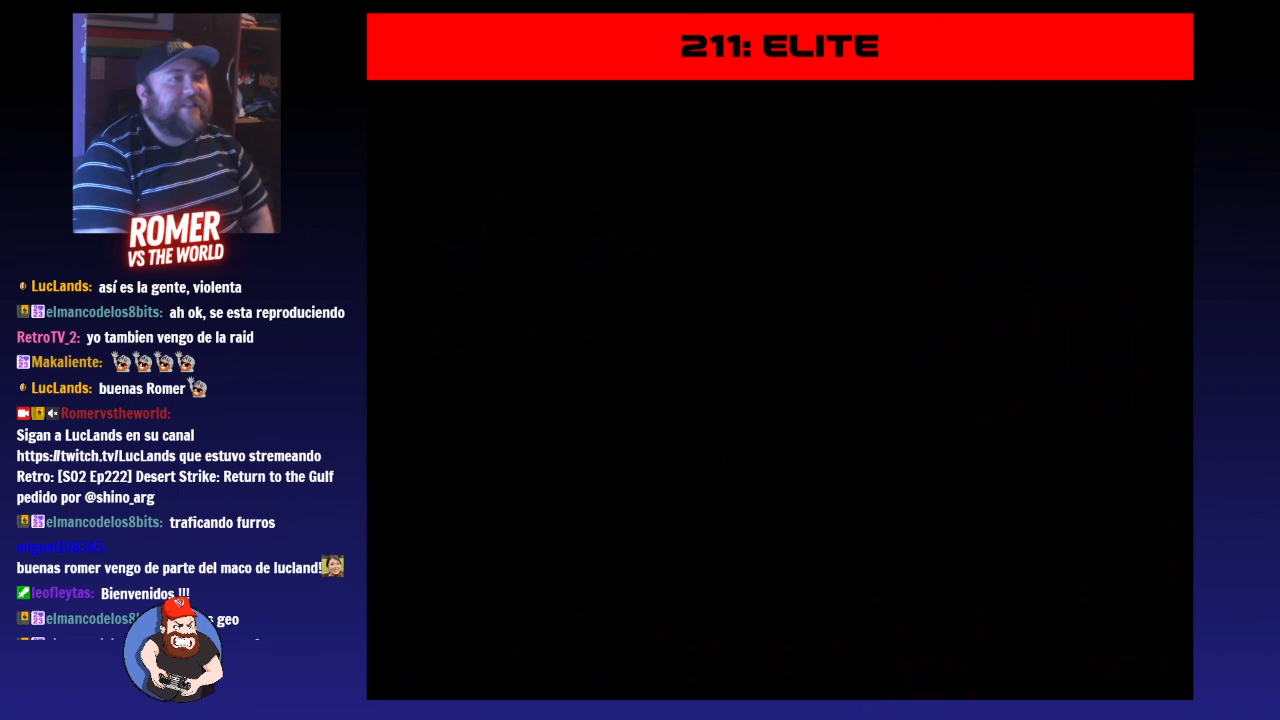 211: ELITE
ROMER
VS THE WORLD
LucLands: así es la gente, violenta
elmancodelos8bits: ah ok, se esta reproduciendo
RetroTV_2: yo tambien vengo de la raid
Makaliente:
LucLands: buenas Romer
Romervstheworld:
Sigan a LucLands en su canal
https://twitch.tv/LucLands que estuvo stremeando
Retro: [S02 Ep222] Desert Strike: Return to the Gulf
pedido por @shino_arg
elmancodelos8bits: traficando furros
buenas romer vengo de parte del maco de lucland!
leofleytas: Bienvenidos !!!
geo